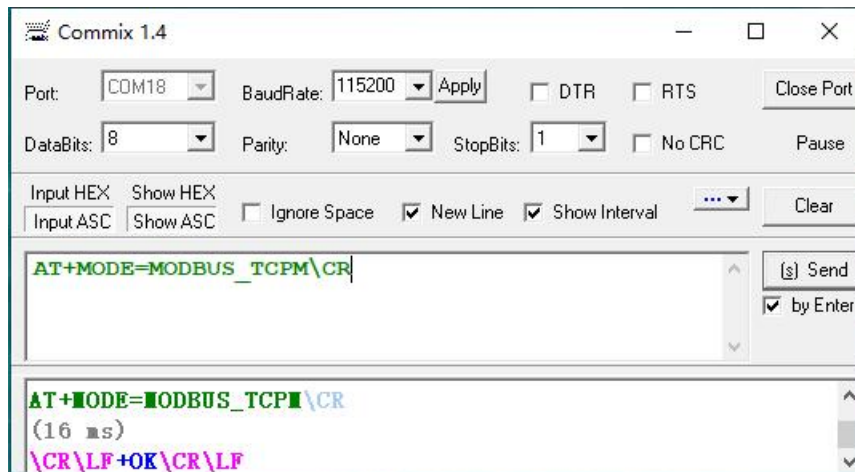 Commix 1.4
Port: COM18 BaudRate: 115200 Apply DTR RTS Close Port
DataBits: 8 Parity: None StopBits: 1 No CRC Pause
Input HEX Show HEX
Input ASC Show ASC Ignore Space New Line Show Interval ... Clear
AT+MODE=MODBUS_TCPM\CR
(s) Send
by Enter
AT+MODE=MODBUS_TCPM\CR
(16 ms)
\CR\LF+OK\CR\LF